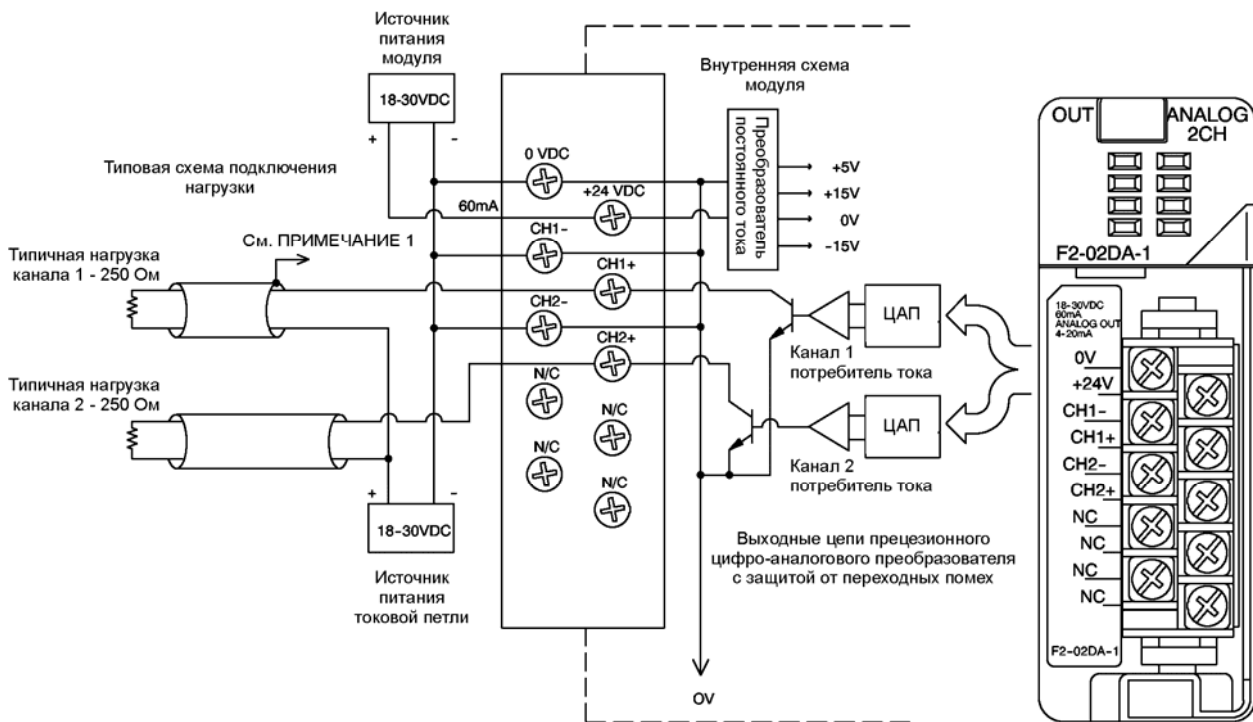 Источник
питания
модуля
18-30VDC
+ -
Типовая схема подключения
нагрузки
См. ПРИМЕЧАНИЕ 1
Типичная нагрузка
канала 1 - 250 Ом
Типичная нагрузка
канала 2 - 250 Ом
+ -
18-30VDC
Источник
питания
токовой петли
60mA
0 VDC
+24 VDC
CH1-
CH1+
CH2-
CH2+
N/C
N/C
N/C
N/C
Внутренняя схема
модуля
Преобразователь
постоянного тока
+5V
+15V
0V
-15V
ЦАП
Канал 1
потребитель тока
ЦАП
Канал 2
потребитель тока
Выходные цепи прецезионного
цифро-аналогового преобразователя
с защитой от переходных помех
0V
OUT ANALOG
2CH
F2-02DA-1
18-30VDC
60mA
ANALOG OUT
4-20mA
0V
+24V
CH1-
CH1+
CH2-
CH2+
NC
NC
NC
NC
F2-02DA-1